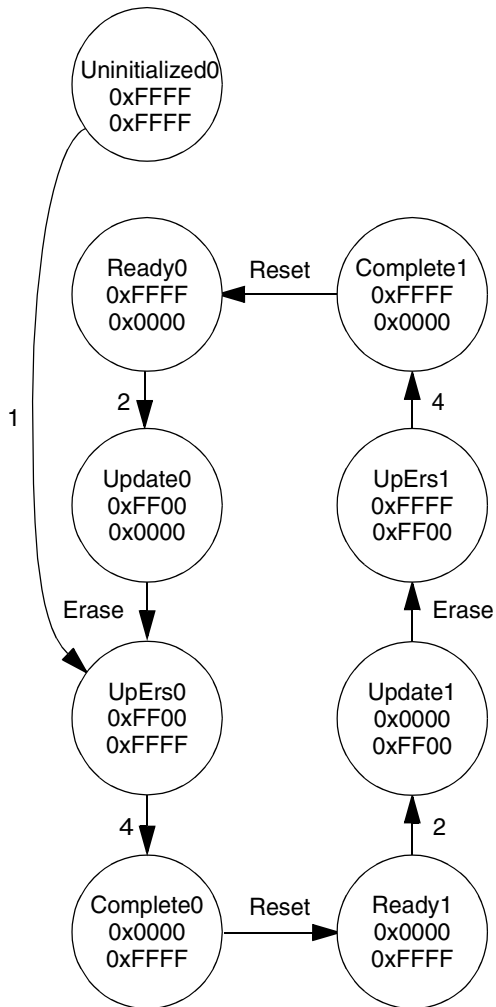 Uninitialized0
0xFFFF
0xFFFF
Ready0
0xFFFF
0x0000
Reset
Complete1
0xFFFF
0x0000
1
2
4
Update0
0xFF00
0x0000
UpErs1
0xFFFF
0xFF00
Erase
Erase
UpErs0
0xFF00
0xFFFF
Update1
0x0000
0xFF00
4
2
Complete0
0x0000
0xFFFF
Reset
Ready1
0x0000
0xFFFF